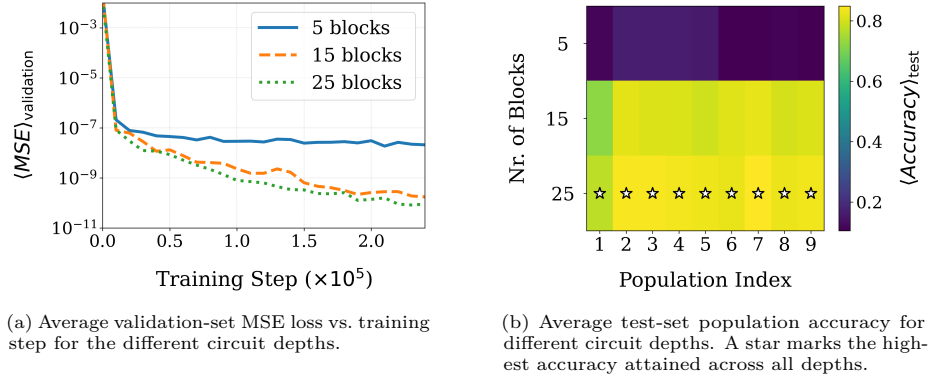 10⁻³
10⁻⁵
10⁻⁷
10⁻⁹
10⁻¹¹
⟨MSE⟩validation
5 blocks
15 blocks
25 blocks
0.0 0.5 1.0 1.5 2.0
Training Step (×10⁵)
(a) Average validation-set MSE loss vs. training
step for the different circuit depths.
Nr. of Blocks
5
15
25
1 2 3 4 5 6 7 8 9
Population Index
0.8
0.6
0.4
0.2
⟨Accuracy⟩test
(b) Average test-set population accuracy for
different circuit depths. A star marks the high-
est accuracy attained across all depths.